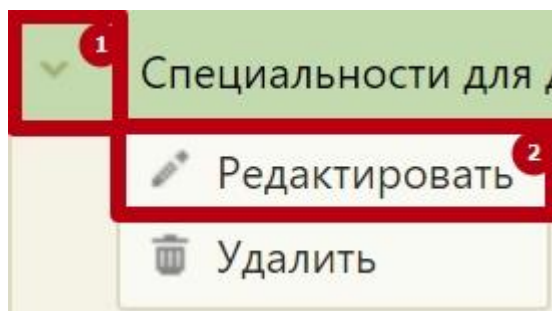 1
Специальности для
2
Редактировать
Удалить